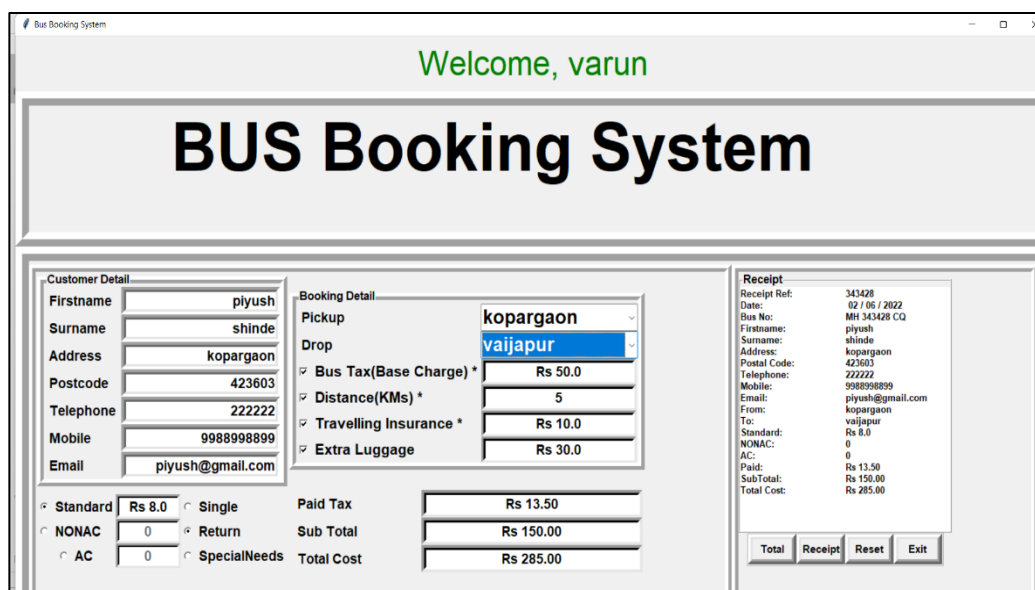 Bus Booking System
Welcome, varun
BUS Booking System
Customer Detail
Firstname piyush
Surname shinde
Address kopargaon
Postcode 423603
Telephone 222222
Mobile 9988998899
Email piyush@gmail.com
Booking Detail
Pickup kopargaon
Drop vaijapur
Bus Tax(Base Charge) * Rs 50.0
Distance(KMs) * 5
Travelling Insurance * Rs 10.0
Extra Luggage Rs 30.0
Standard Rs 8.0 Single
NONAC 0 Return
AC 0 SpecialNeeds
Paid Tax Rs 13.50
Sub Total Rs 150.00
Total Cost Rs 285.00
Receipt
Receipt Ref: 343428
Date: 02 / 06 / 2022
Bus No: MH 343428 CQ
Firstname: piyush
Surname: shinde
Address: kopargaon
Postal Code: 423603
Telephone: 222222
Mobile: 9988998899
Email: piyush@gmail.com
From: kopargaon
To: vaijapur
Standard: Rs 8.0
NONAC: 0
AC: 0
Paid: Rs 13.50
SubTotal: Rs 150.00
Total Cost: Rs 285.00
Total Receipt Reset Exit